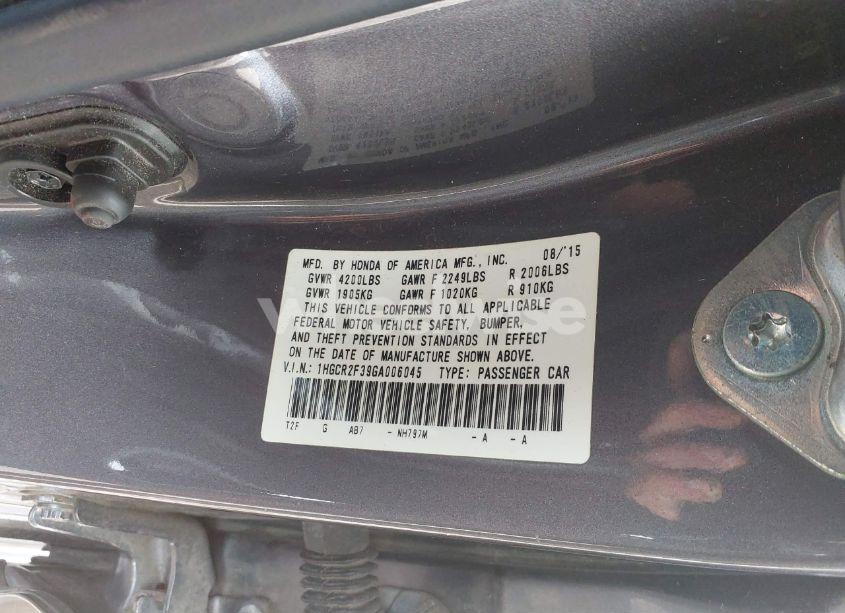 MFD. BY HONDA OF AMERICA MFG., INC. 08/'15
GVWR 4200LBS GAWR F 2249LBS R 2006LBS
GVWR 1905KG GAWR F 1020KG R 910KG
THIS VEHICLE CONFORMS TO ALL APPLICABLE
FEDERAL MOTOR VEHICLE SAFETY, BUMPER,
AND THEFT PREVENTION STANDARDS IN EFFECT
ON THE DATE OF MANUFACTURE SHOWN ABOVE.
V.I.N.: 1HGCR2F39GA006045 TYPE: PASSENGER CAR
T2F G AB7 - NH797M - A - A